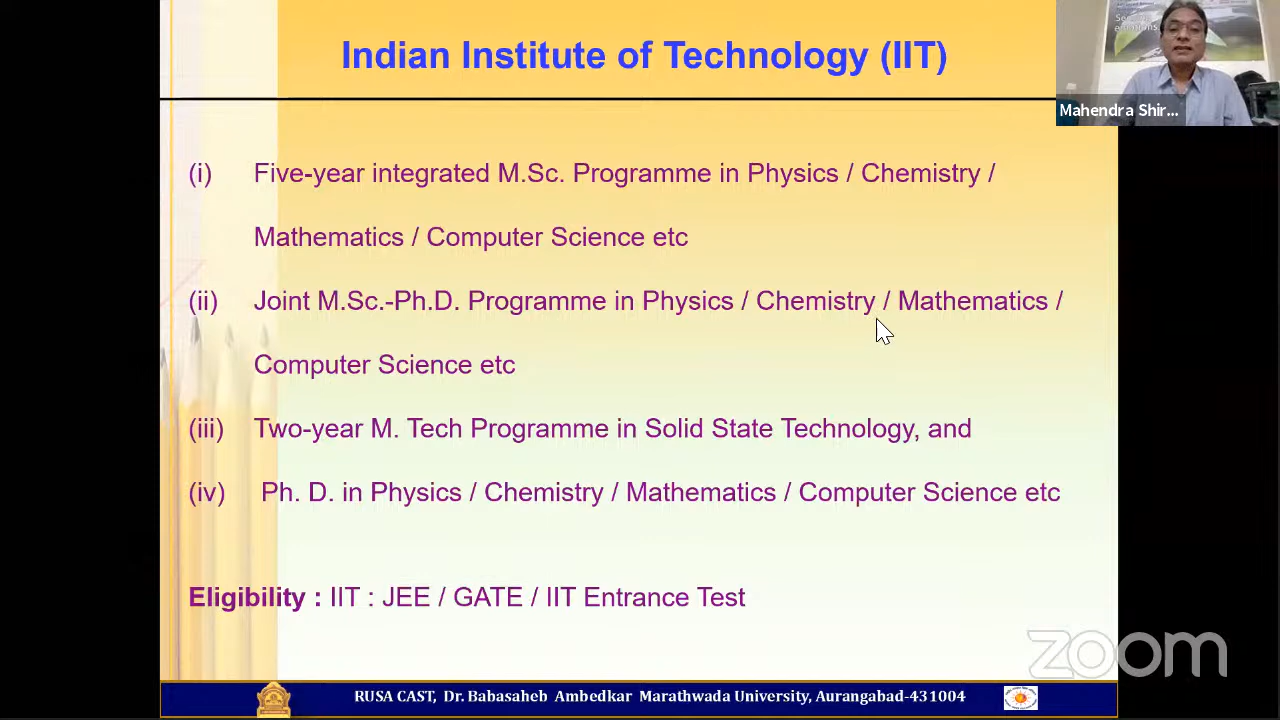 Indian Institute of Technology (IIT)
Mahendra Shir...
(i) Five-year integrated M.Sc. Programme in Physics / Chemistry /
Mathematics / Computer Science etc
(ii) Joint M.Sc.-Ph.D. Programme in Physics / Chemistry / Mathematics /
Computer Science etc
(iii) Two-year M. Tech Programme in Solid State Technology, and
(iv) Ph. D. in Physics / Chemistry / Mathematics / Computer Science etc
Eligibility : IIT : JEE / GATE / IIT Entrance Test
zoom
RUSA CAST, Dr. Babasaheb Ambedkar Marathwada University, Aurangabad-431004